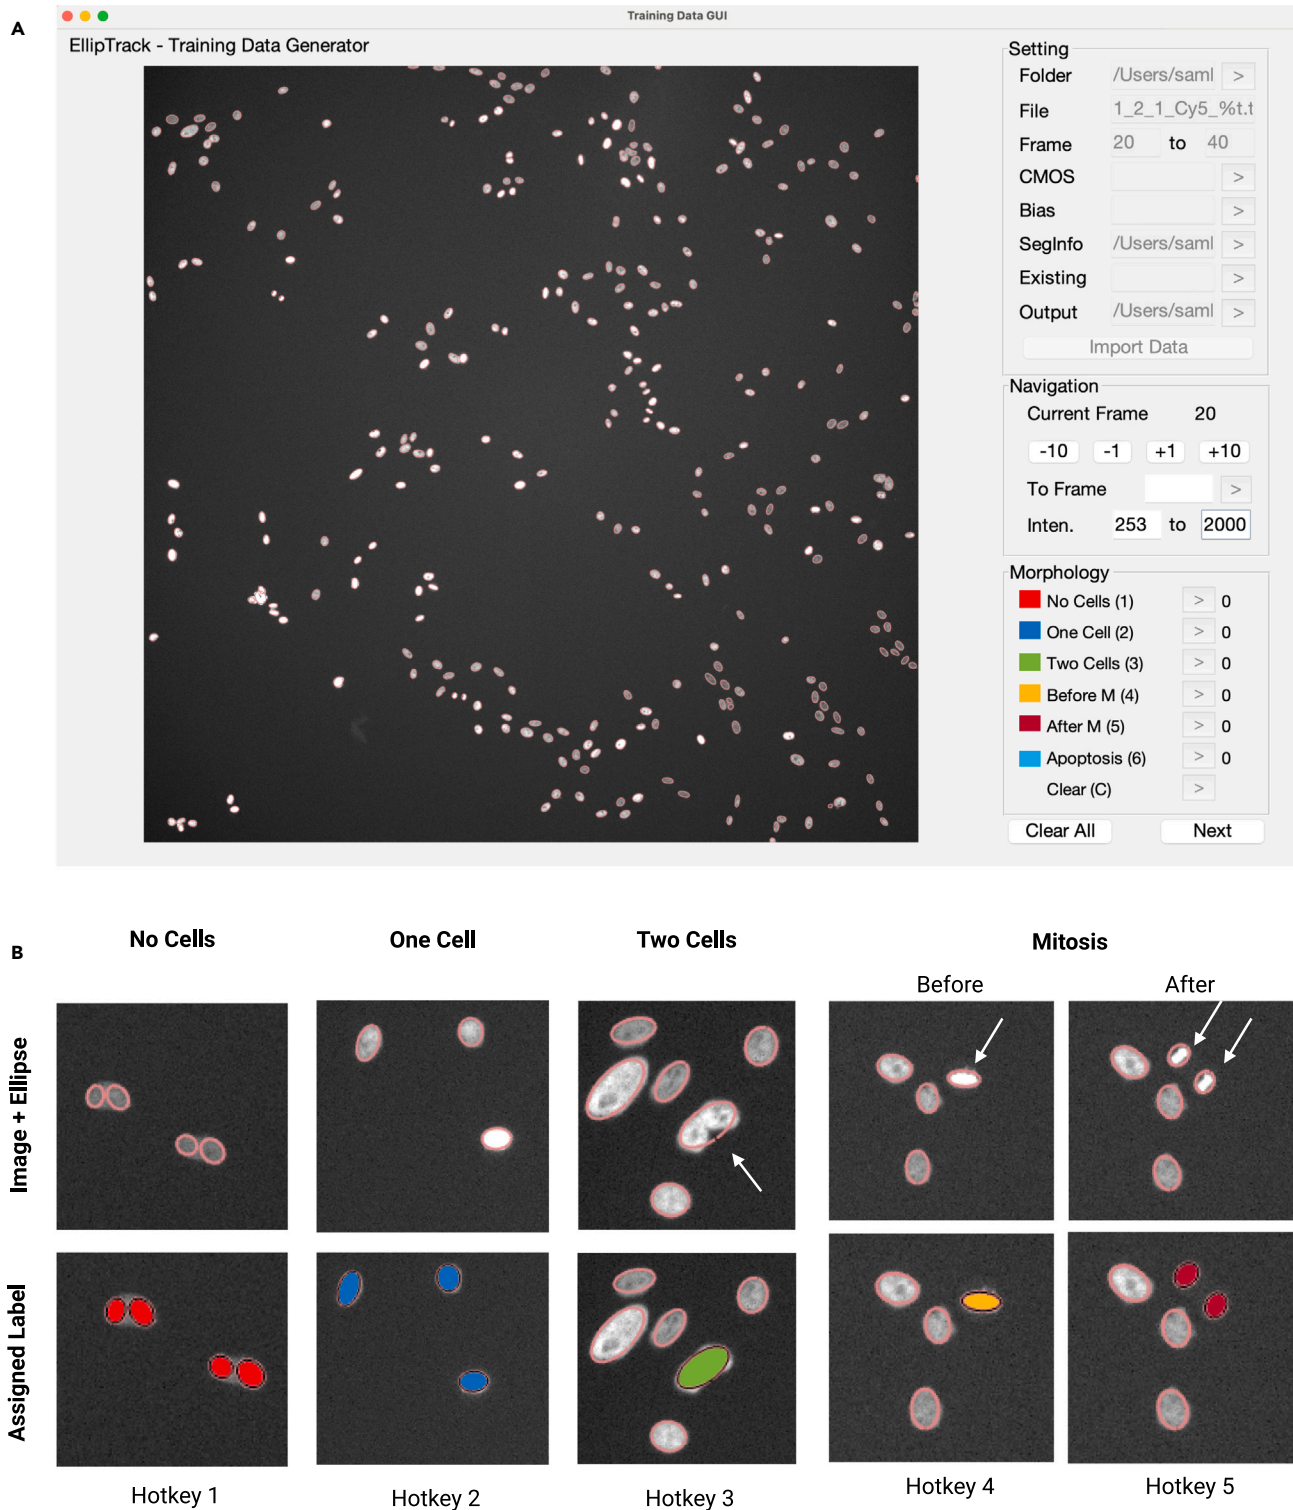 A
Training Data GUI
EllipTrack - Training Data Generator
Setting
Folder /Users/saml >
File 1_2_1_Cy5_%t.t
Frame 20 to 40
CMOS >
Bias >
SegInfo /Users/saml >
Existing >
Output /Users/saml >
Import Data
Navigation
Current Frame 20
-10 -1 +1 +10
To Frame >
Inten. 253 to 2000
Morphology
No Cells (1) > 0
One Cell (2) > 0
Two Cells (3) > 0
Before M (4) > 0
After M (5) > 0
Apoptosis (6) > 0
Clear (C) >
Clear All Next
B
No Cells One Cell Two Cells Mitosis
Before After
Image + Ellipse
Assigned Label
Hotkey 1 Hotkey 2 Hotkey 3 Hotkey 4 Hotkey 5